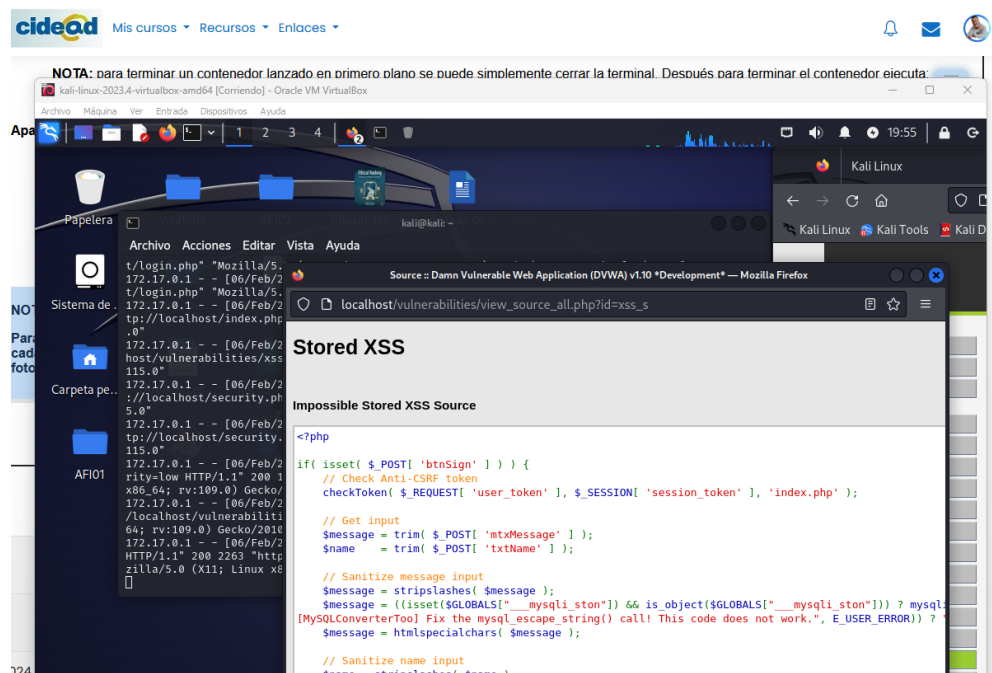 cidead Mis cursos Recursos Enlaces
NOTA: para terminar un contenedor lanzado en primero plano se puede simplemente cerrar la terminal. Después para terminar el contenedor ejecuta:
kali-linux-2023.4-virtualbox-amd64 [Corriendo] - Oracle VM VirtualBox
Archivo Máquina Ver Entrada Dispositivos Ayuda
Apa
1 2 3 4 2 19:55
Kali Linux
Papelera
kali@kali: ~
Kali Linux Kali Tools Kali D
Archivo Acciones Editar Vista Ayuda
t/login.php" "Mozilla/5.
172.17.0.1 - - [06/Feb/2
t/login.php" "Mozilla/5.
172.17.0.1 - - [06/Feb/2
tp://localhost/index.php
.0"
172.17.0.1 - - [06/Feb/2
host/vulnerabilities/xss
115.0"
172.17.0.1 - - [06/Feb/2
://localhost/security.ph
5.0"
172.17.0.1 - - [06/Feb/2
tp://localhost/security.
115.0"
172.17.0.1 - - [06/Feb/2
rity=low HTTP/1.1" 200 1
x86_64; rv:109.0) Gecko/
172.17.0.1 - - [06/Feb/2
/localhost/vulnerabiliti
64; rv:109.0) Gecko/2010
172.17.0.1 - - [06/Feb/2
HTTP/1.1" 200 2263 "http
zilla/5.0 (X11; Linux x8
Sistema de ..
Carpeta pe..
AFI01
NO
Para
cad
foto
024
Source :: Damn Vulnerable Web Application (DVWA) v1.10 *Development* — Mozilla Firefox
localhost/vulnerabilities/view_source_all.php?id=xss_s
Stored XSS
Impossible Stored XSS Source
<?php
if( isset( $_POST[ 'btnSign' ] ) ) {
// Check Anti-CSRF token
checkToken( $_REQUEST[ 'user_token' ], $_SESSION[ 'session_token' ], 'index.php' );
// Get input
$message = trim( $_POST[ 'mtxMessage' ] );
$name = trim( $_POST[ 'txtName' ] );
// Sanitize message input
$message = stripslashes( $message );
$message = ((isset($GLOBALS["___mysqli_ston"]) && is_object($GLOBALS["___mysqli_ston"])) ? mysqli
[MySQLConverterToo] Fix the mysql_escape_string() call! This code does not work.", E_USER_ERROR)) ? "
$message = htmlspecialchars( $message );
// Sanitize name input